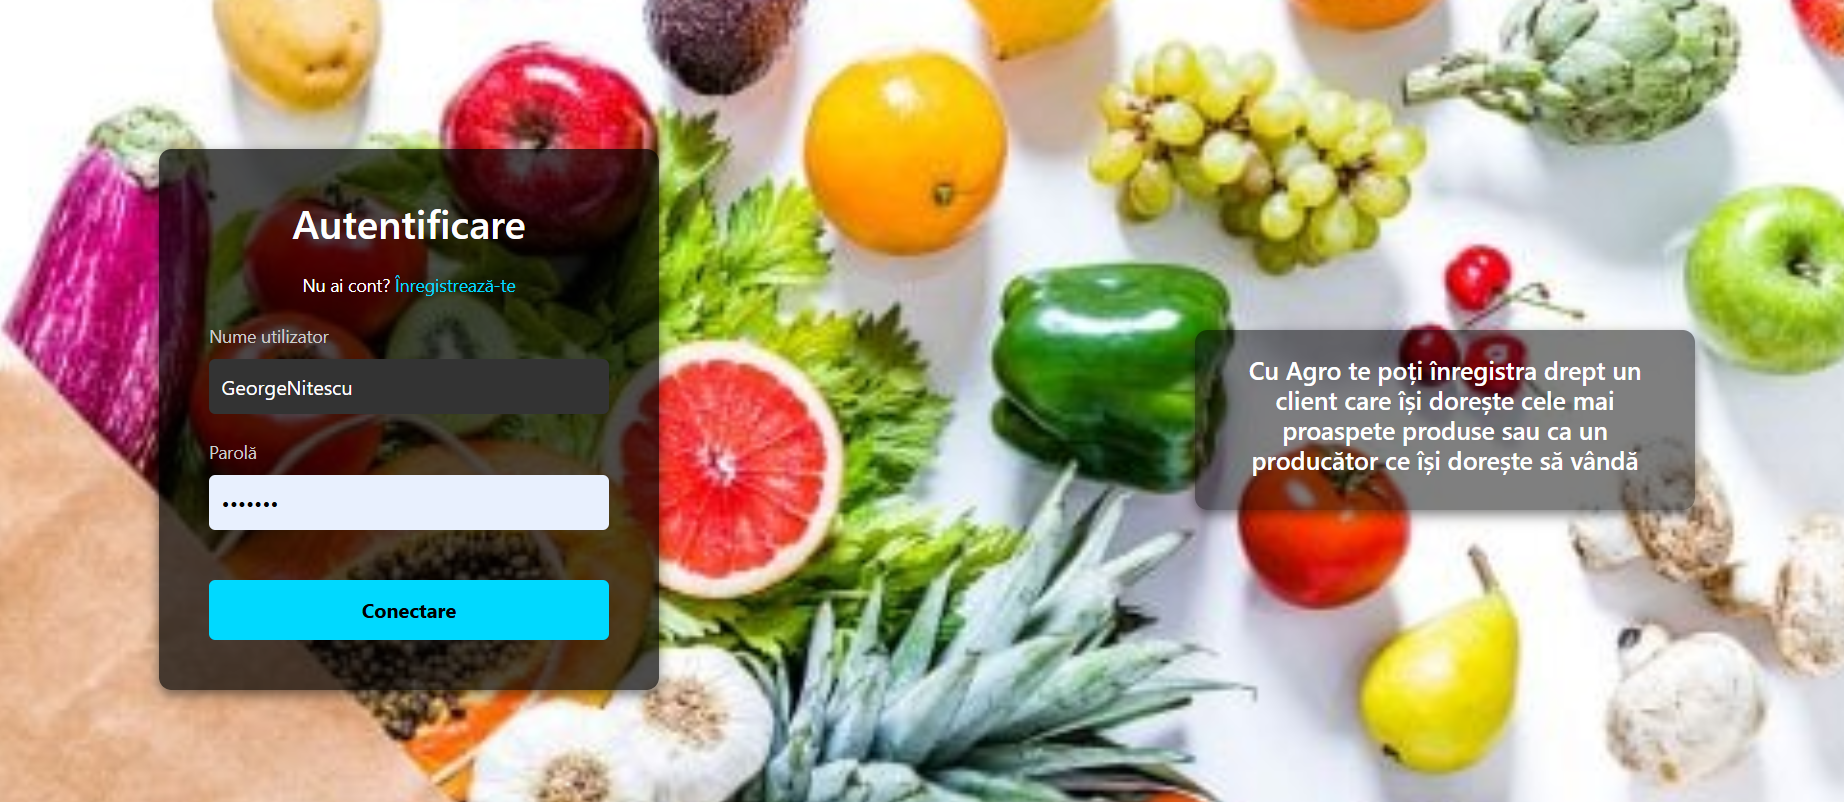 Autentificare
Nu ai cont? Înregistrează-te
Nume utilizator
GeorgeNitescu
Parolă
•••••••
Conectare
Cu Agro te poți înregistra drept un
client care își dorește cele mai
proaspete produse sau ca un
producător ce își dorește să vândă